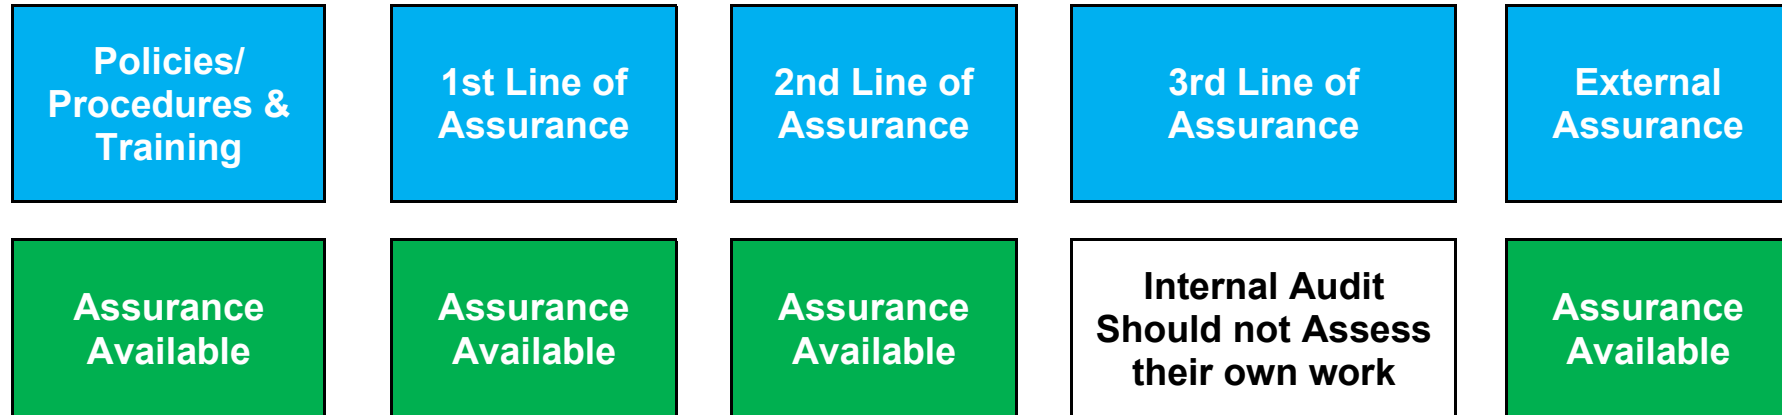 Policies/
Procedures &
Training
1st Line of
Assurance
2nd Line of
Assurance
3rd Line of
Assurance
External
Assurance
Assurance
Available
Assurance
Available
Assurance
Available
Internal Audit
Should not Assess
their own work
Assurance
Available